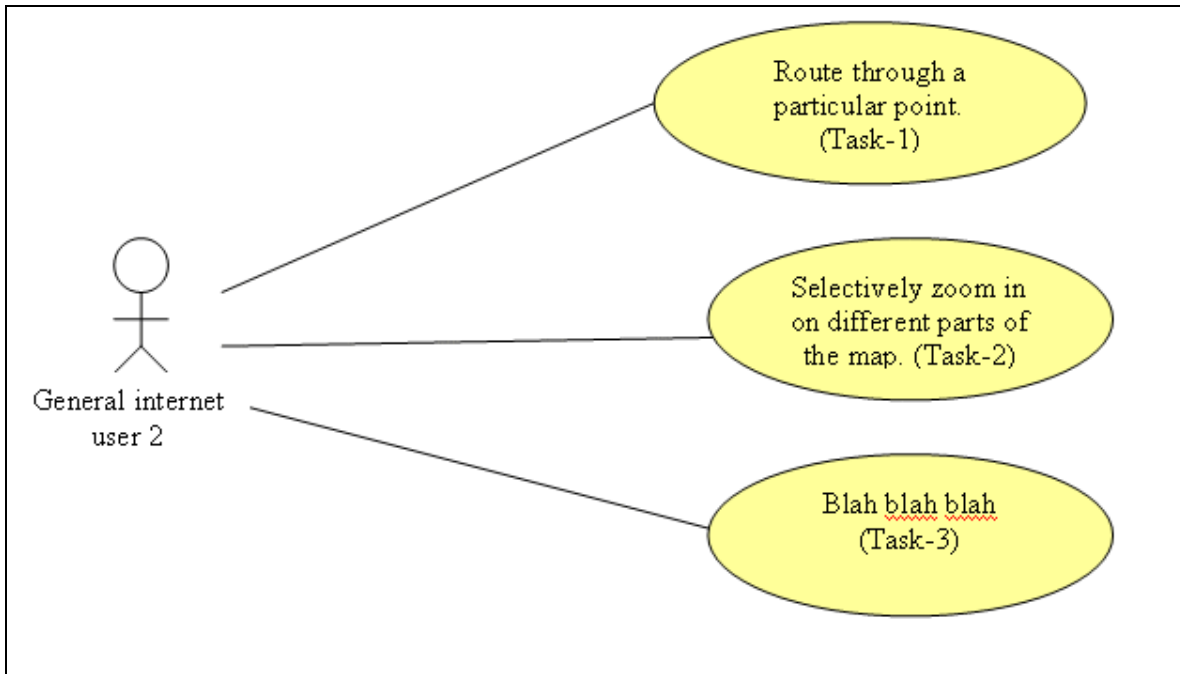 Route through a
particular point.
(Task-1)
Selectively zoom in
on different parts of
the map. (Task-2)
General internet
user 2
Blah blah blah
(Task-3)